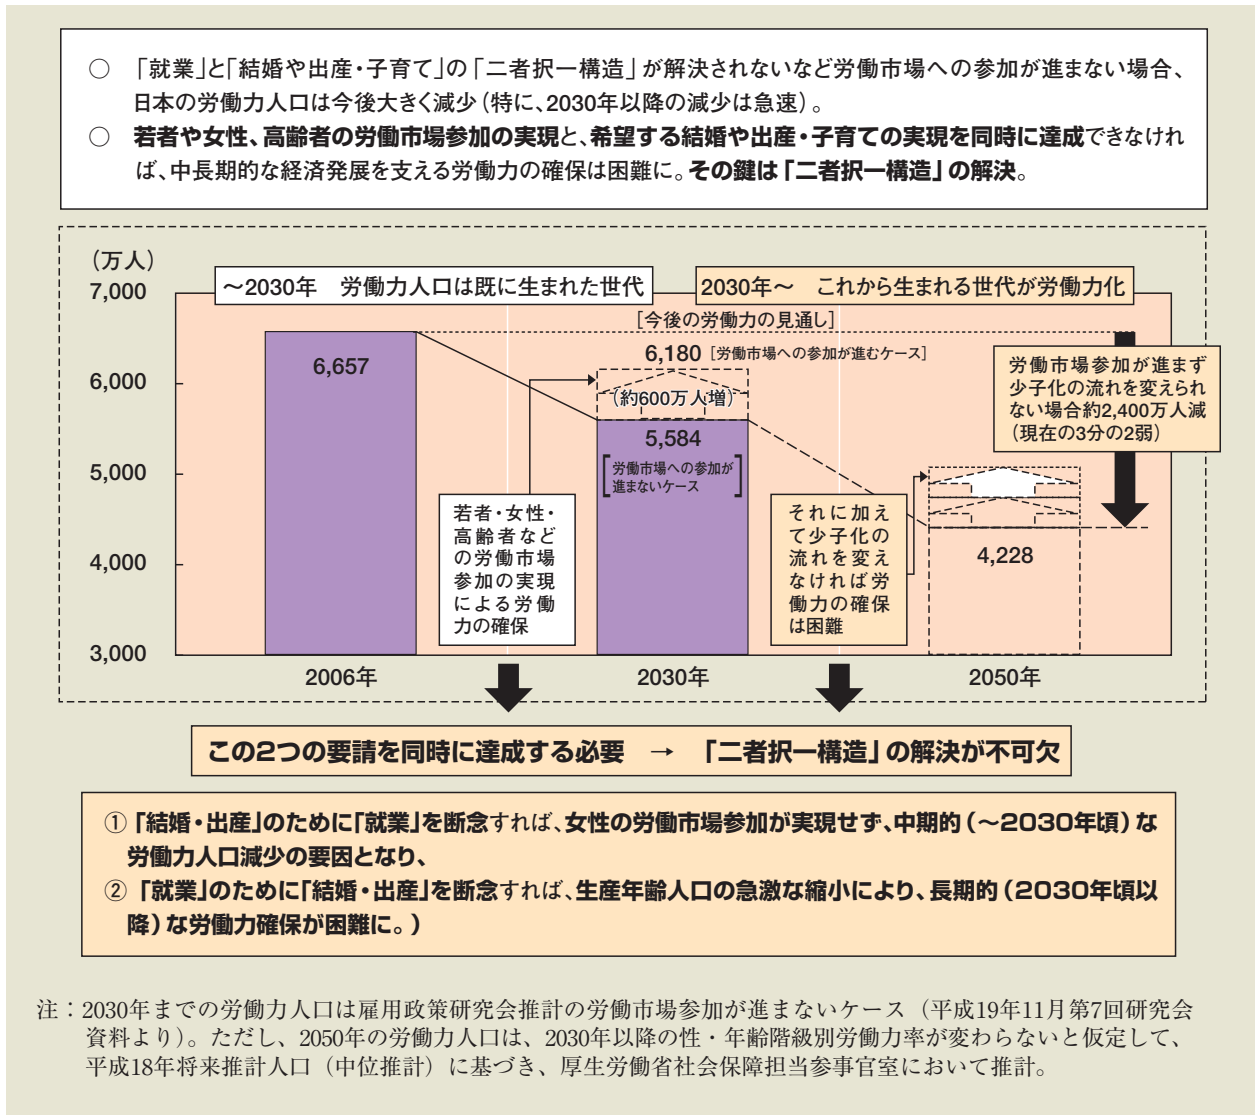 ○ 「就業」と「結婚や出産・子育て」の「二者択一構造」が解決されないなど労働市場への参加が進まない場合、
日本の労働力人口は今後大きく減少(特に、2030年以降の減少は急速)。
○ 若者や女性、高齢者の労働市場参加の実現と、希望する結婚や出産・子育ての実現を同時に達成できなけれ
ば、中長期的な経済発展を支える労働力の確保は困難に。その鍵は「二者択一構造」の解決。
(万人)
7,000
6,000
5,000
4,000
3,000
~2030年 労働力人口は既に生まれた世代
2030年~ これから生まれる世代が労働力化
[今後の労働力の見通し]
6,657
6,180 [労働市場への参加が進むケース]
(約600万人増)
5,584
[労働市場への参加が
進まないケース]
労働市場参加が進まず
少子化の流れを変えられ
ない場合約2,400万人減
(現在の3分の2弱)
若者・女性・
高齢者など
の労働市場
参加の実現
による労働
力の確保
それに加え
て少子化の
流れを変え
なければ労
働力の確保
は困難
4,228
2006年
2030年
2050年
この2つの要請を同時に達成する必要 → 「二者択一構造」の解決が不可欠
① 「結婚・出産」のために「就業」を断念すれば、女性の労働市場参加が実現せず、中期的(~2030年頃)な
労働力人口減少の要因となり、
② 「就業」のために「結婚・出産」を断念すれば、生産年齢人口の急激な縮小により、長期的(2030年頃以
降)な労働力確保が困難に。)
注:2030年までの労働力人口は雇用政策研究会推計の労働市場参加が進まないケース(平成19年11月第7回研究会
資料より)。ただし、2050年の労働力人口は、2030年以降の性・年齢階級別労働力率が変わらないと仮定して、
平成18年将来推計人口(中位推計)に基づき、厚生労働省社会保障担当参事官室において推計。